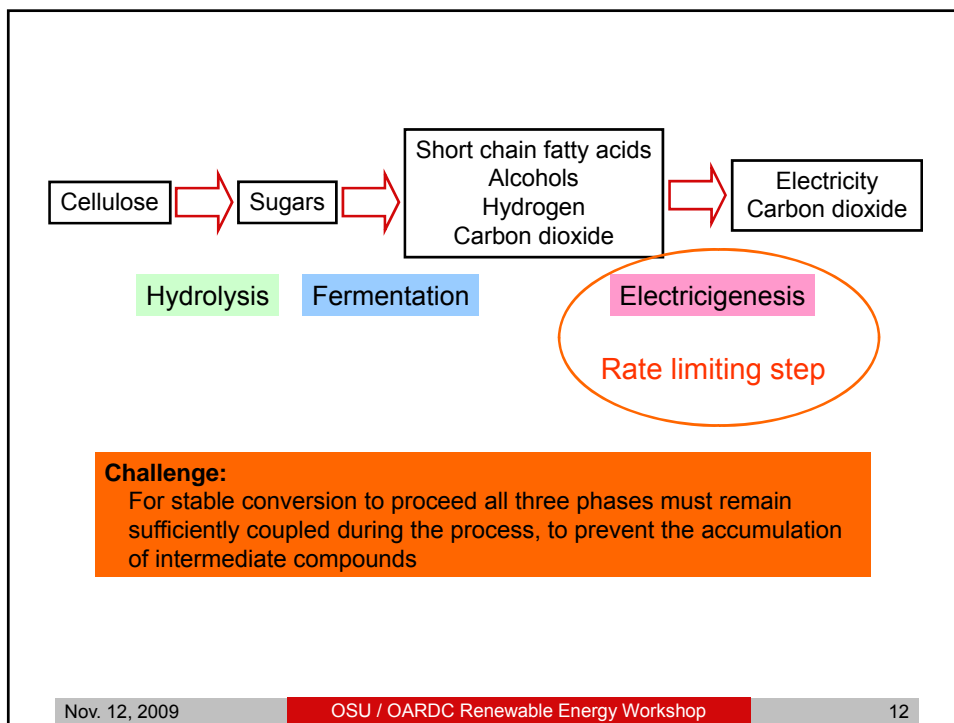 Cellulose
Sugars
Short chain fatty acids
Alcohols
Hydrogen
Carbon dioxide
Electricity
Carbon dioxide
Hydrolysis
Fermentation
Electricigenesis
Rate limiting step
Challenge:
For stable conversion to proceed all three phases must remain
sufficiently coupled during the process, to prevent the accumulation
of intermediate compounds
Nov. 12, 2009
OSU / OARDC Renewable Energy Workshop
12